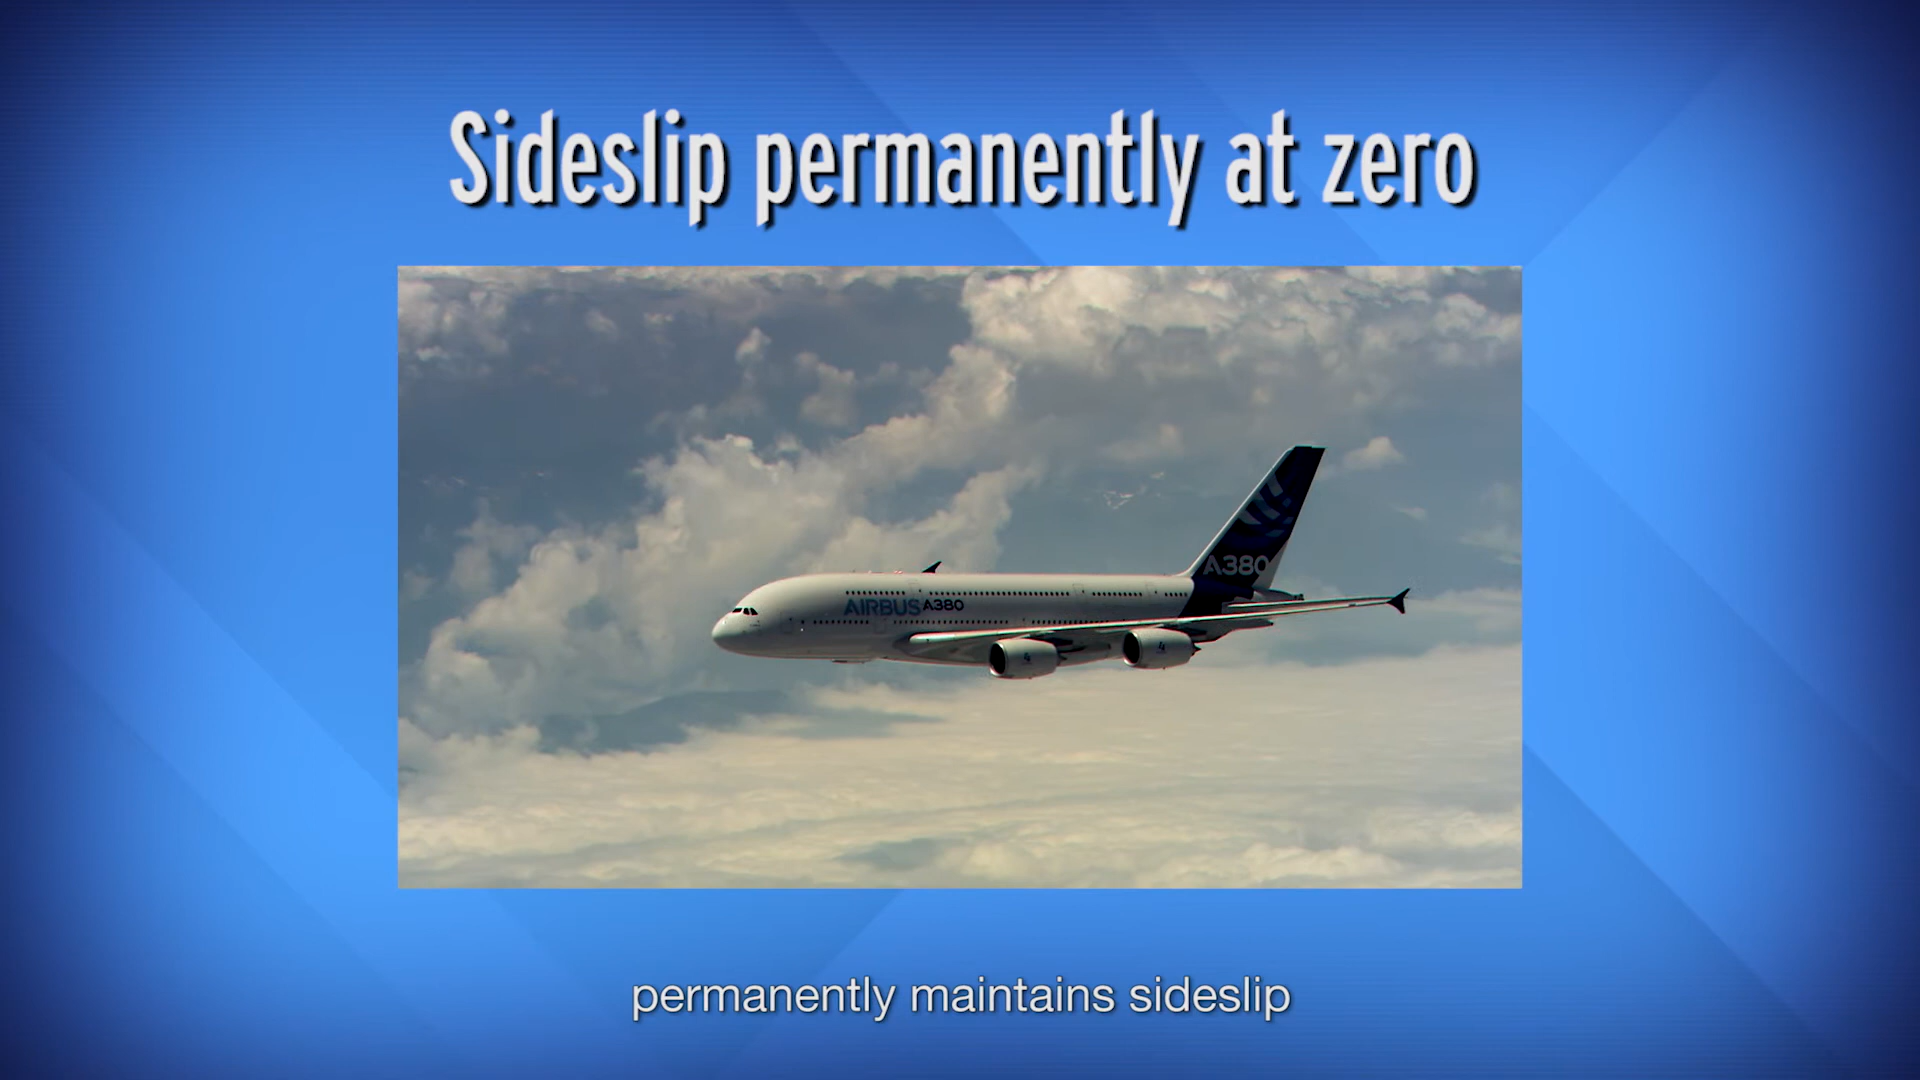 Sideslip permanently at zero
A380
AIRBUS A380
permanently maintains sideslip